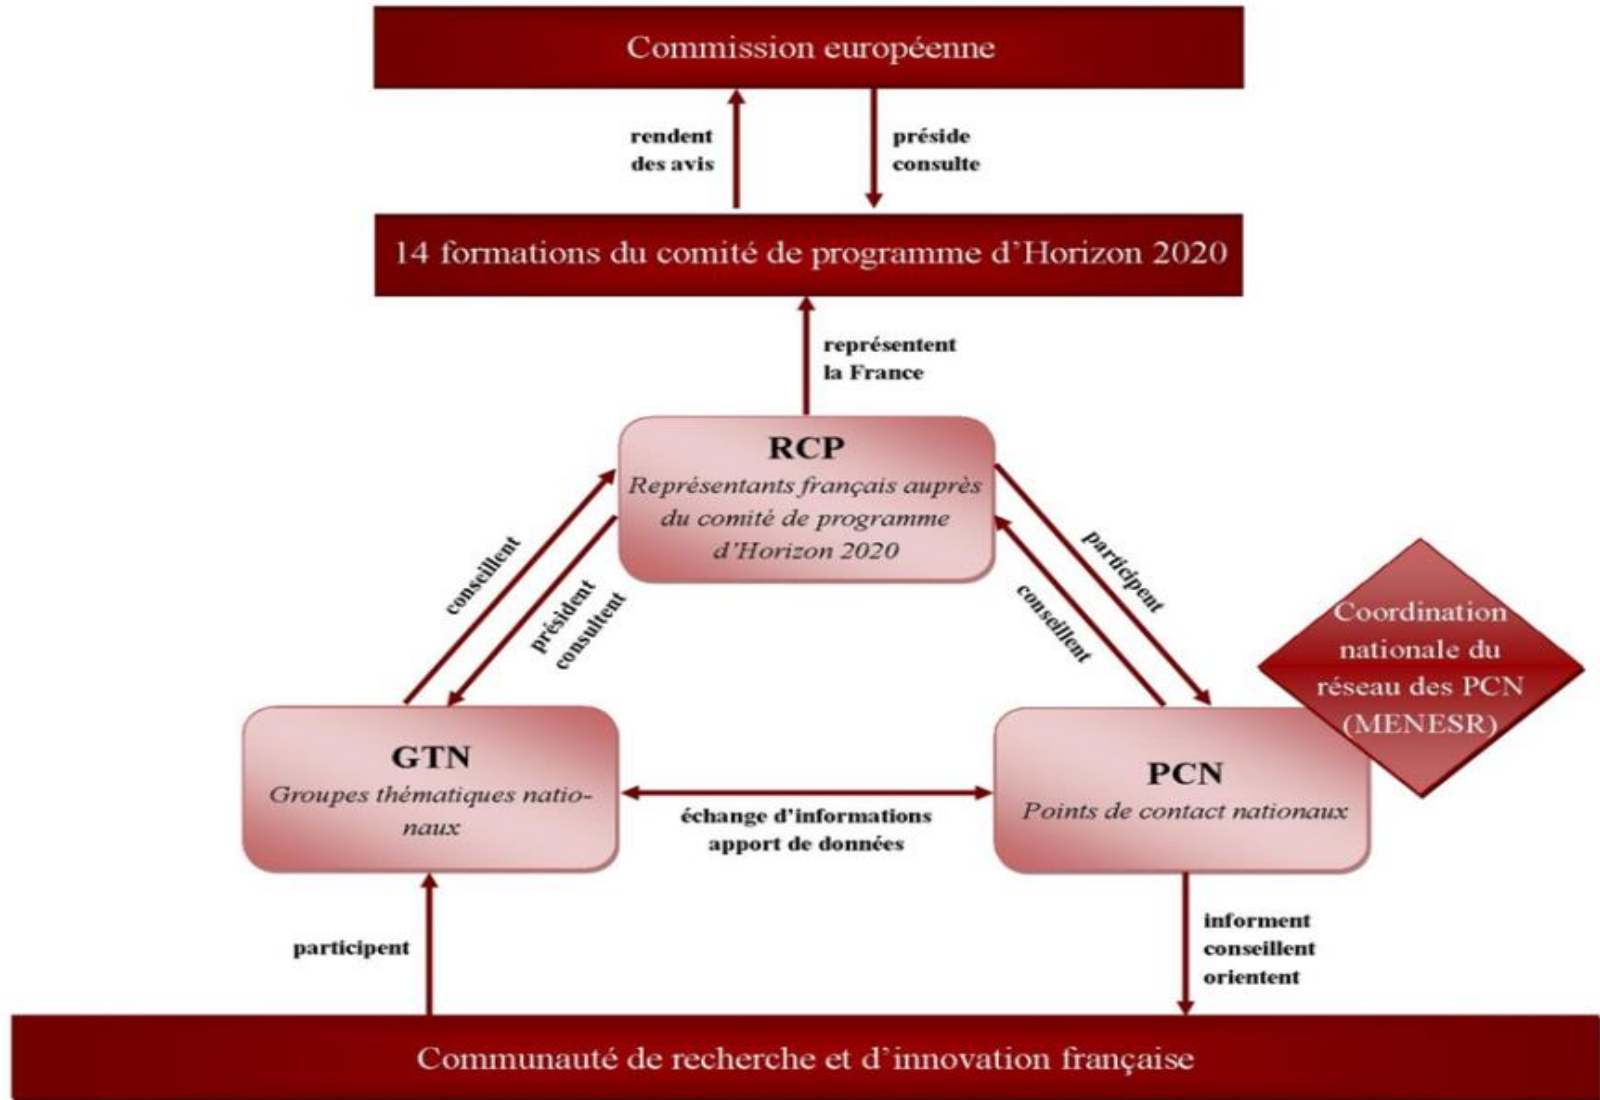 Commission européenne
rendent
des avis
préside
consulte
14 formations du comité de programme d’Horizon 2020
représentent
la France
RCP
Représentants français auprès
du comité de programme
d’Horizon 2020
conseillent
président
consultent
participent
conseillent
Coordination
nationale du
réseau des PCN
(MENESR)
GTN
Groupes thématiques natio-
naux
échange d’informations
apport de données
PCN
Points de contact nationaux
participent
informent
conseillent
orientent
Communauté de recherche et d’innovation française